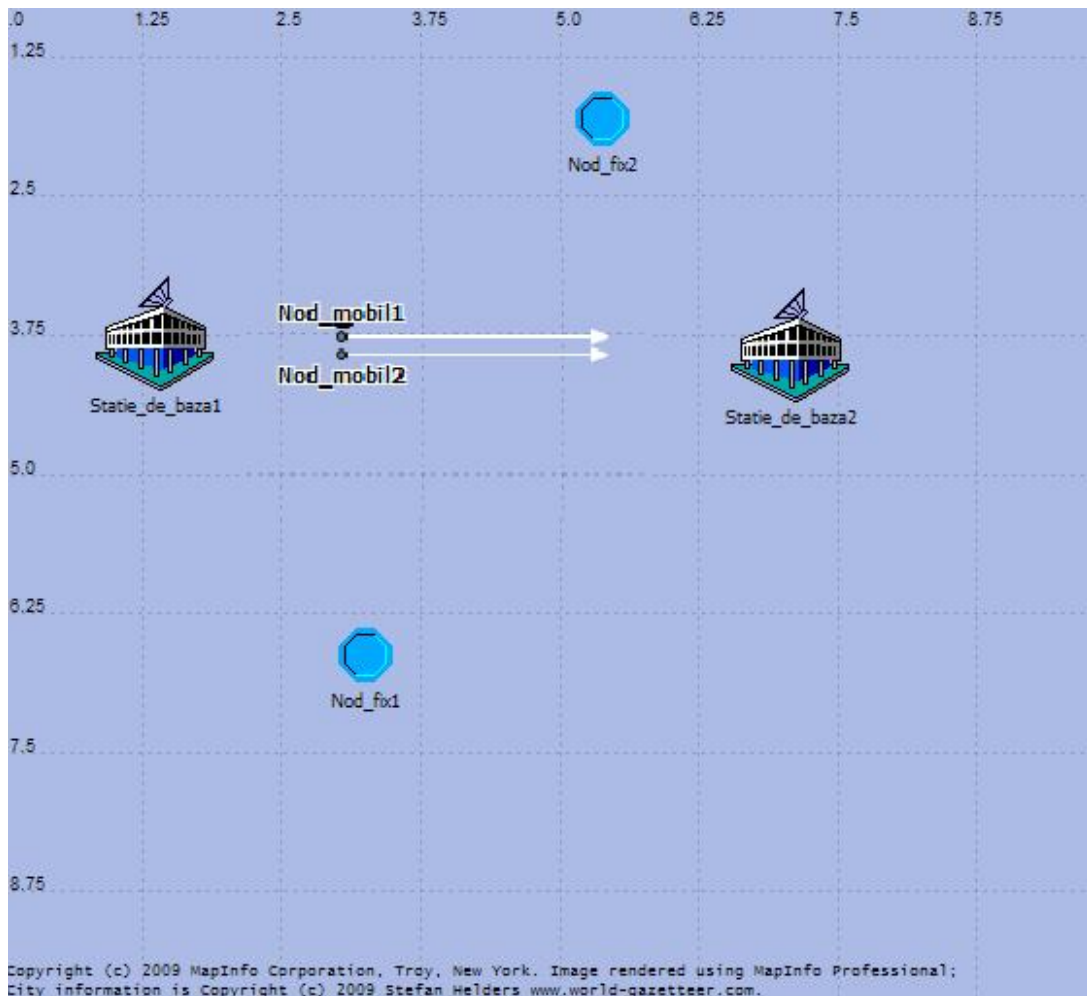 .0 1.25 2.5 3.75 5.0 6.25 7.5 8.75
1.25
Nod_fix2
2.5
Nod_mobil1
3.75
Nod_mobil2
Statie_de_baza1
Statie_de_baza2
5.0
6.25
Nod_fix1
7.5
8.75
Copyright (c) 2009 MapInfo Corporation, Troy, New York. Image rendered using MapInfo Professional;
City information is Copyright (c) 2009 Stefan Helders www.world-gazetteer.com.